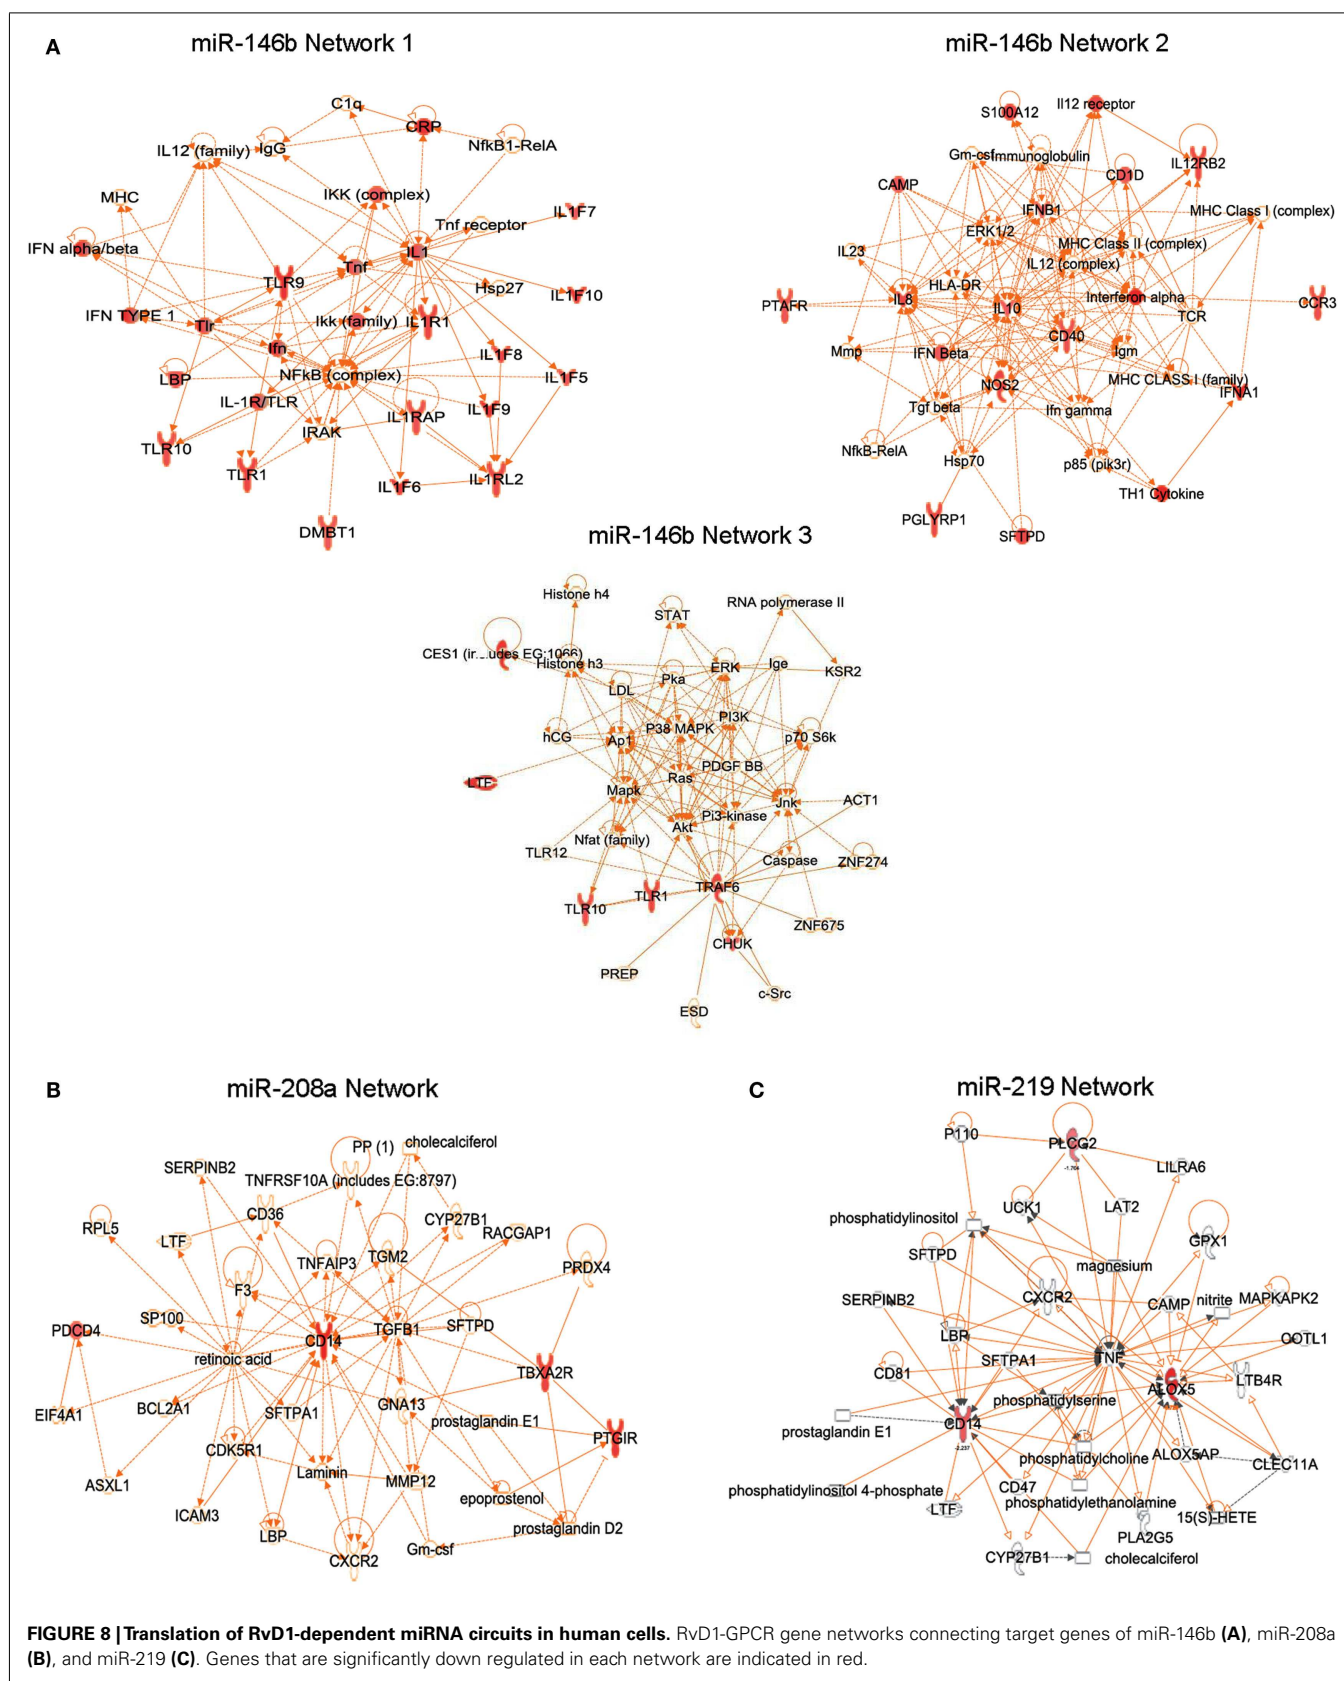 A
miR-146b Network 1
miR-146b Network 2
C1q
CRP
IL12 (family)
IgG
NfkB1-RelA
MHC
IKK (complex)
IL1F7
Tnf receptor
IFN alpha/beta
IL1
Tnf
TLR9
Hsp27
IL1F10
IFN TYPE 1
Tlr
Ikk (family)
IL1R1
Ifn
IL1F8
LBP
NFkB (complex)
IL1F5
IL-1R/TLR
IL1F9
IL1RAP
IRAK
TLR10
TLR1
IL1F6
IL1RL2
DMBT1
S100A12
Il12 receptor
Gm-csf
Immunoglobulin
IL12RB2
CAMP
CD1D
IFNB1
MHC Class I (complex)
ERK1/2
MHC Class II (complex)
IL23
IL12 (complex)
HLA-DR
PTAFR
IL8
IL10
Interferon alpha
CCR3
TCR
CD40
Mmp
IFN Beta
Igm
NOS2
MHC CLASS I (family)
IFNA1
Tgf beta
Ifn gamma
NfkB-RelA
Hsp70
p85 (pik3r)
TH1 Cytokine
PGLYRP1
SFTPD
miR-146b Network 3
Histone h4
STAT
RNA polymerase II
CES1 (includes EG:1066)
Histone h3
ERK
Ige
KSR2
LDL
Pka
hCG
Ap1
P38 MAPK
PI3K
p70 S6k
PDGF BB
LTF
Ras
Mapk
Jnk
ACT1
Pi3-kinase
Akt
Nfat (family)
TLR12
Caspase
ZNF274
TRAF6
TLR10
TLR1
ZNF675
CHUK
PREP
c-Src
ESD
B
miR-208a Network
PP (1)
cholecalciferol
SERPINB2
TNFRSF10A (includes EG:8797)
CD36
CYP27B1
RPL5
LTF
RACGAP1
TNFAIP3
TGM2
PRDX4
F3
SP100
PDCD4
CD14
TGFB1
SFTPD
retinoic acid
TBXA2R
EIF4A1
BCL2A1
SFTPA1
GNA13
prostaglandin E1
PTGIR
CDK5R1
Laminin
MMP12
ASXL1
epoprostenol
ICAM3
LBP
prostaglandin D2
CXCR2
Gm-csf
C
miR-219 Network
P110
PLCG2
-1.704
LILRA6
UCK1
LAT2
phosphatidylinositol
GPX1
SFTPD
magnesium
SERPINB2
CXCR2
CAMP
nitrite
MAPKAPK2
LBP
COTL1
SFTPA1
TNF
CD81
ALOX5
LTB4R
phosphatidylserine
prostaglandin E1
CD14
-2.237
phosphatidylcholine
ALOX5AP
CLEC11A
phosphatidylinositol 4-phosphate
CD47
phosphatidylethanolamine
LTF
15(S)-HETE
PLA2G5
CYP27B1
cholecalciferol
FIGURE 8 | Translation of RvD1-dependent miRNA circuits in human cells. RvD1-GPCR gene networks connecting target genes of miR-146b (A), miR-208a
(B), and miR-219 (C). Genes that are significantly down regulated in each network are indicated in red.